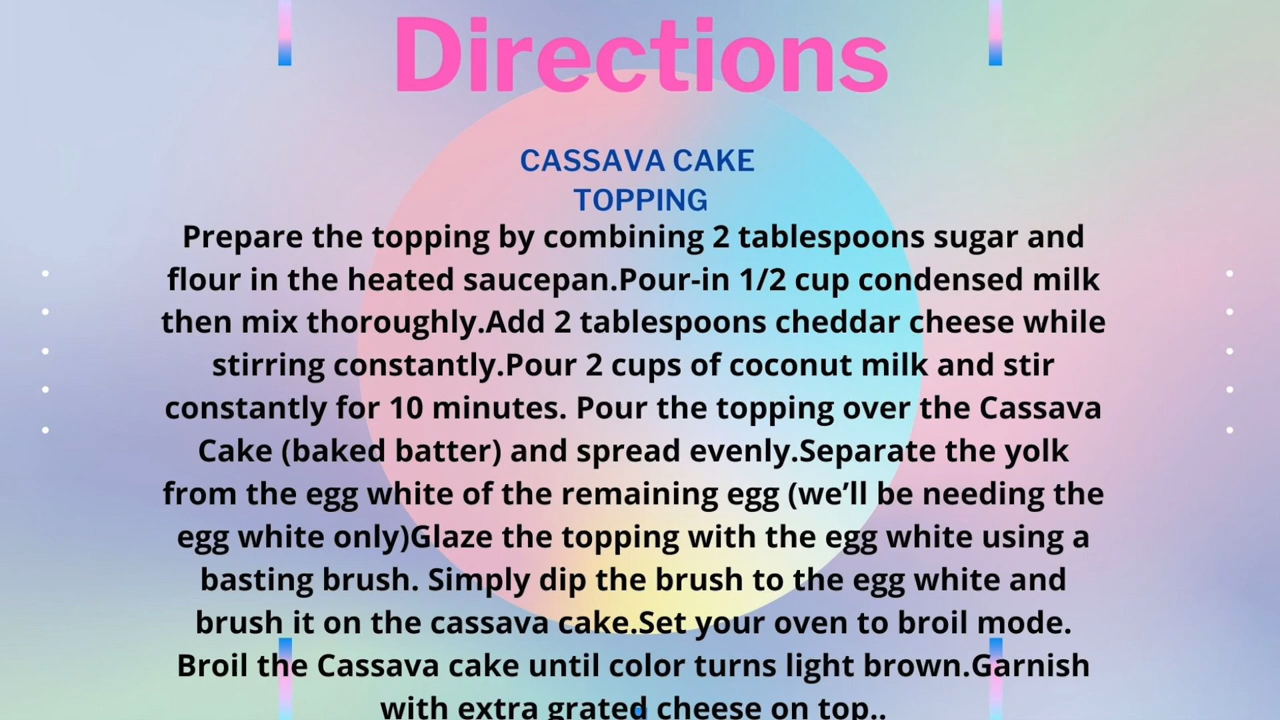 Directions
CASSAVA CAKE
TOPPING
Prepare the topping by combining 2 tablespoons sugar and
flour in the heated saucepan.Pour-in 1/2 cup condensed milk
then mix thoroughly.Add 2 tablespoons cheddar cheese while
stirring constantly.Pour 2 cups of coconut milk and stir
constantly for 10 minutes. Pour the topping over the Cassava
Cake (baked batter) and spread evenly.Separate the yolk
from the egg white of the remaining egg (we’ll be needing the
egg white only)Glaze the topping with the egg white using a
basting brush. Simply dip the brush to the egg white and
brush it on the cassava cake.Set your oven to broil mode.
Broil the Cassava cake until color turns light brown.Garnish
with extra grated cheese on top..